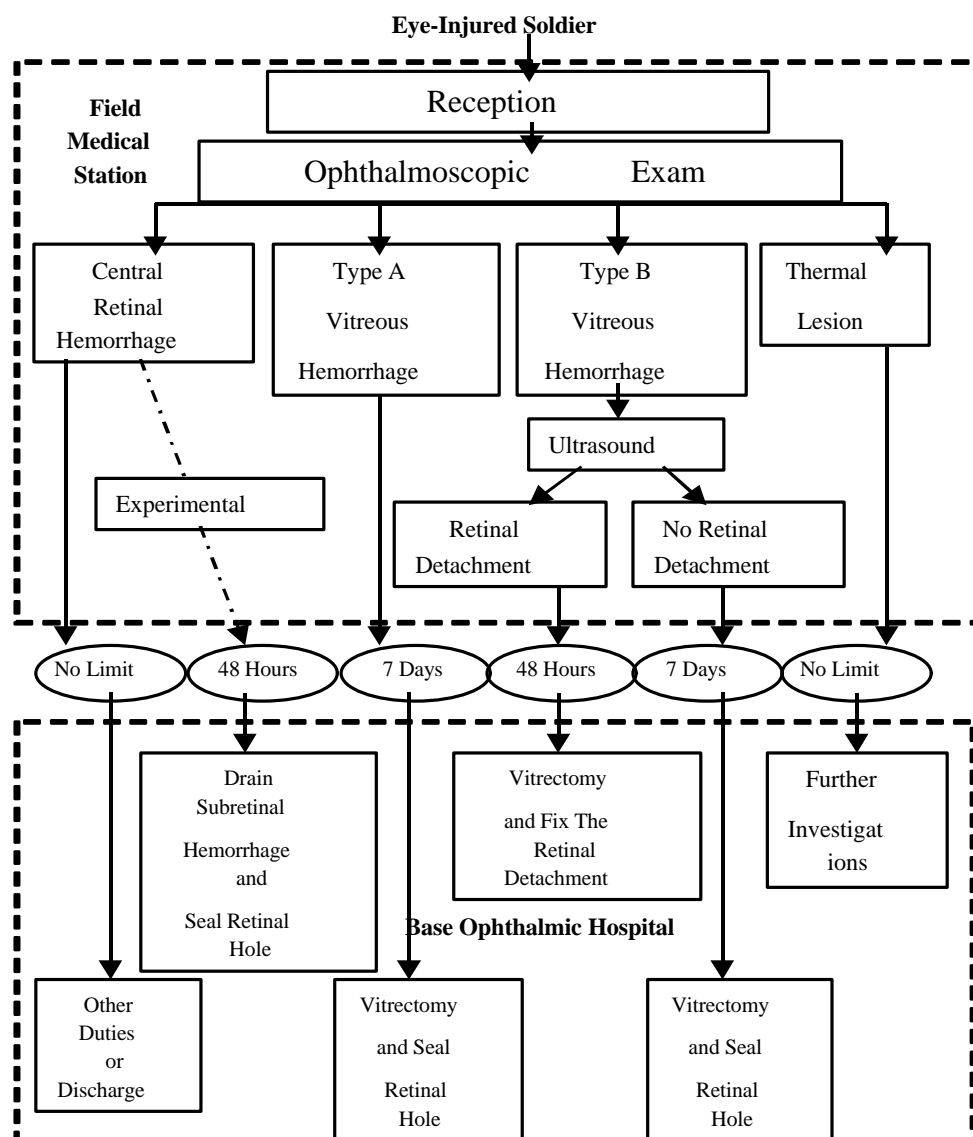 Eye-Injured Soldier
Field
Medical
Station
Reception
Ophthalmoscopic Exam
Central
Retinal
Hemorrhage
Type A
Vitreous
Hemorrhage
Type B
Vitreous
Hemorrhage
Thermal
Lesion
Ultrasound
Experimental
Retinal
Detachment
No Retinal
Detachment
No Limit
48 Hours
7 Days
48 Hours
7 Days
No Limit
Drain
Subretinal
Hemorrhage
and
Seal Retinal
Hole
Vitrectomy
and Fix The
Retinal
Detachment
Further
Investigat
ions
Base Ophthalmic Hospital
Other
Duties
or
Discharge
Vitrectomy
and Seal
Retinal
Hole
Vitrectomy
and Seal
Retinal
Hole